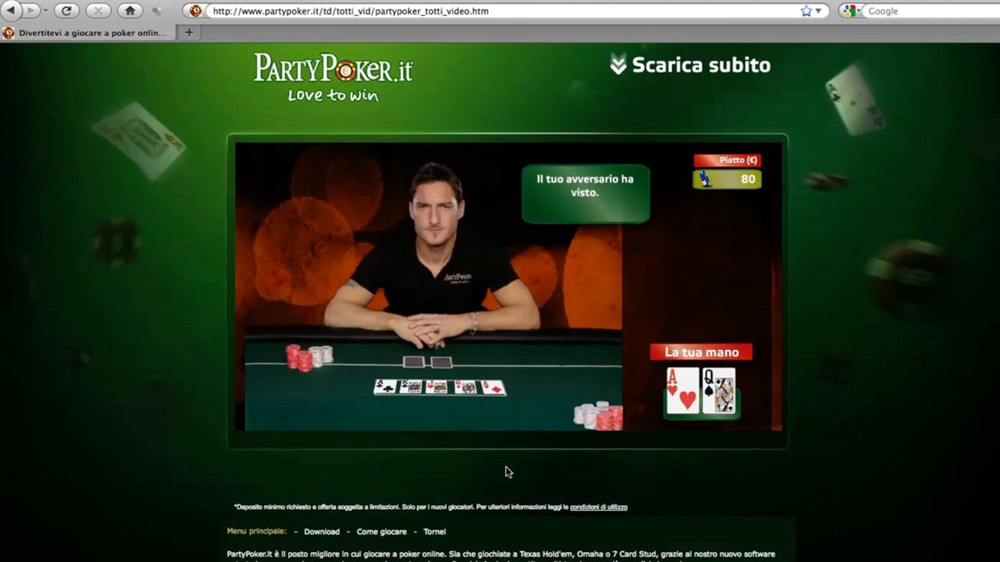 http://www.partypoker.it/td/totti_vid/partypoker_totti_video.htm
Google
Divertitevi a giocare a poker onlin...
PARTYPOKER.it
Love to win
Scarica subito
Il tuo avversario ha
visto.
Piatto (€)
80
PartyPoker
La tua mano
A Q
*Deposito minimo richiesto e offerta soggetta a limitazioni. Solo per i nuovi giocatori. Per ulteriori informazioni leggi le condizioni di utilizzo
Menu principale: - Download - Come giocare - Tornei
PartyPoker.it è il posto migliore in cui giocare a poker online. Sia che giochiate a Texas Hold'em, Omaha o 7 Card Stud, grazie al nostro nuovo software